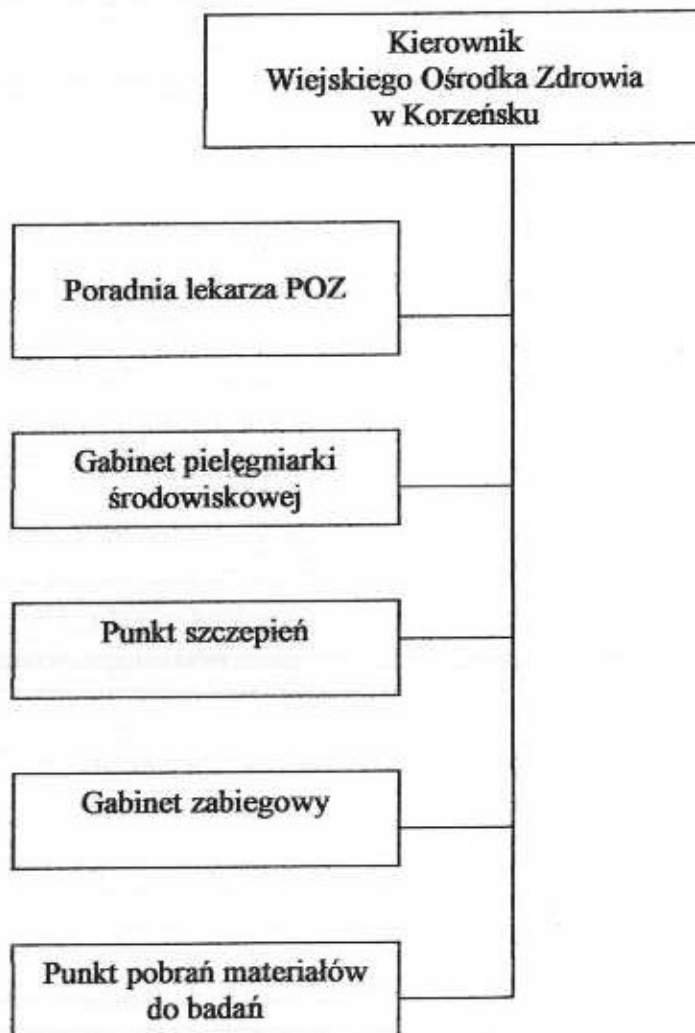 Kierownik
Wiejskiego Ośrodka Zdrowia
w Korzeńsku
Poradnia lekarza POZ
Gabinet pielęgniarki
środowiskowej
Punkt szczepień
Gabinet zabiegowy
Punkt pobrań materiałów
do badań